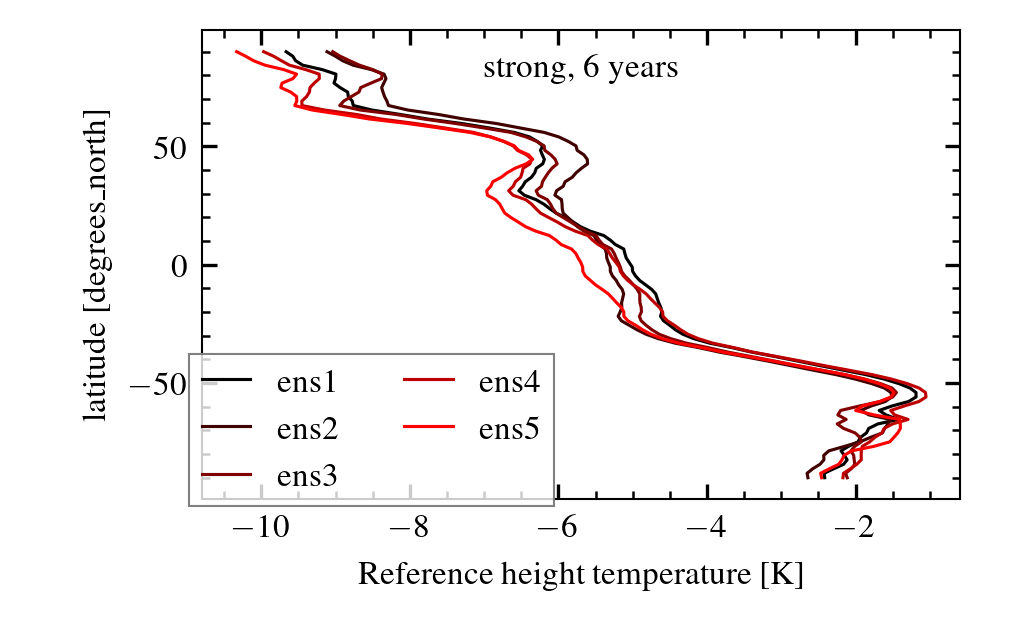 strong, 6 years
latitude [degrees_north]
50
0
−50
ens1
ens2
ens3
ens4
ens5
−10
−8
−6
−4
−2
Reference height temperature [K]